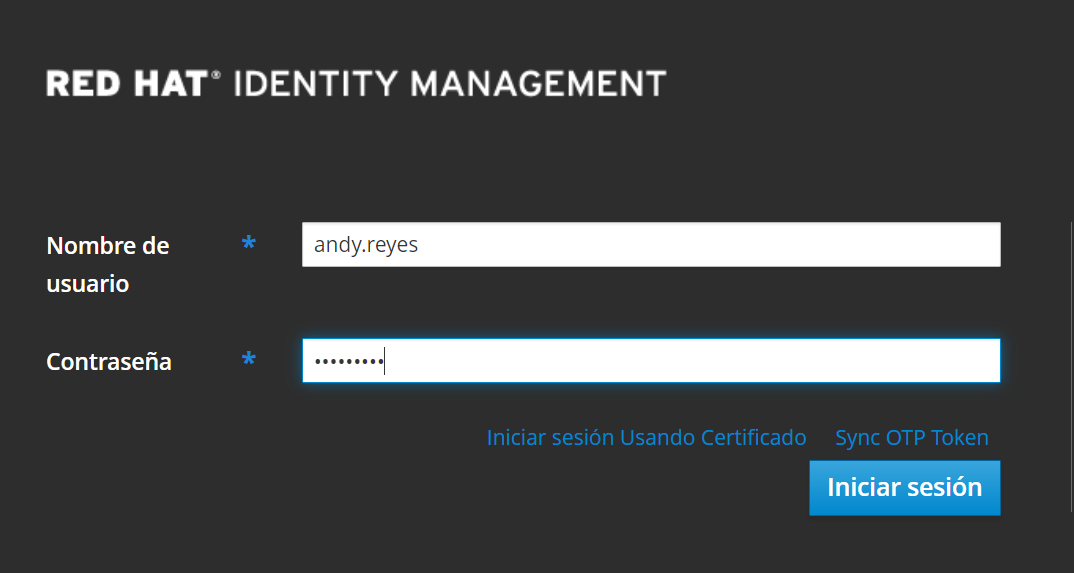 RED HAT® IDENTITY MANAGEMENT
Nombre de
usuario
*
andy.reyes
Contraseña
*
•••••••••
Iniciar sesión Usando Certificado
Sync OTP Token
Iniciar sesión